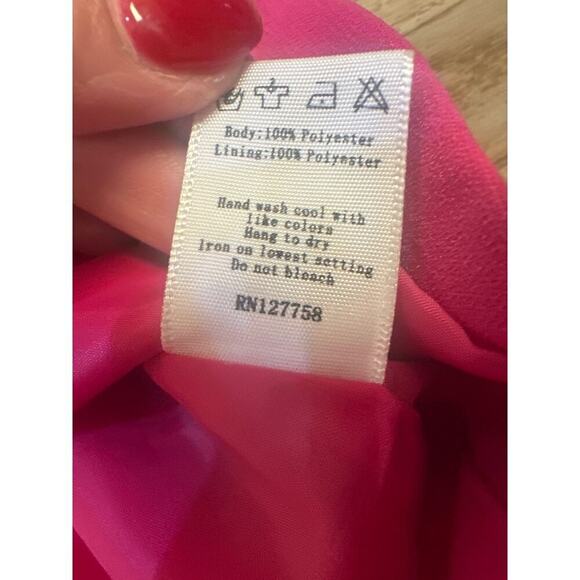 Body:100% Polyester
Lining:100% Polyester
Hand wash cool with
like colors
Hang to dry
Iron on lowest setting
Do not bleach
RN127758